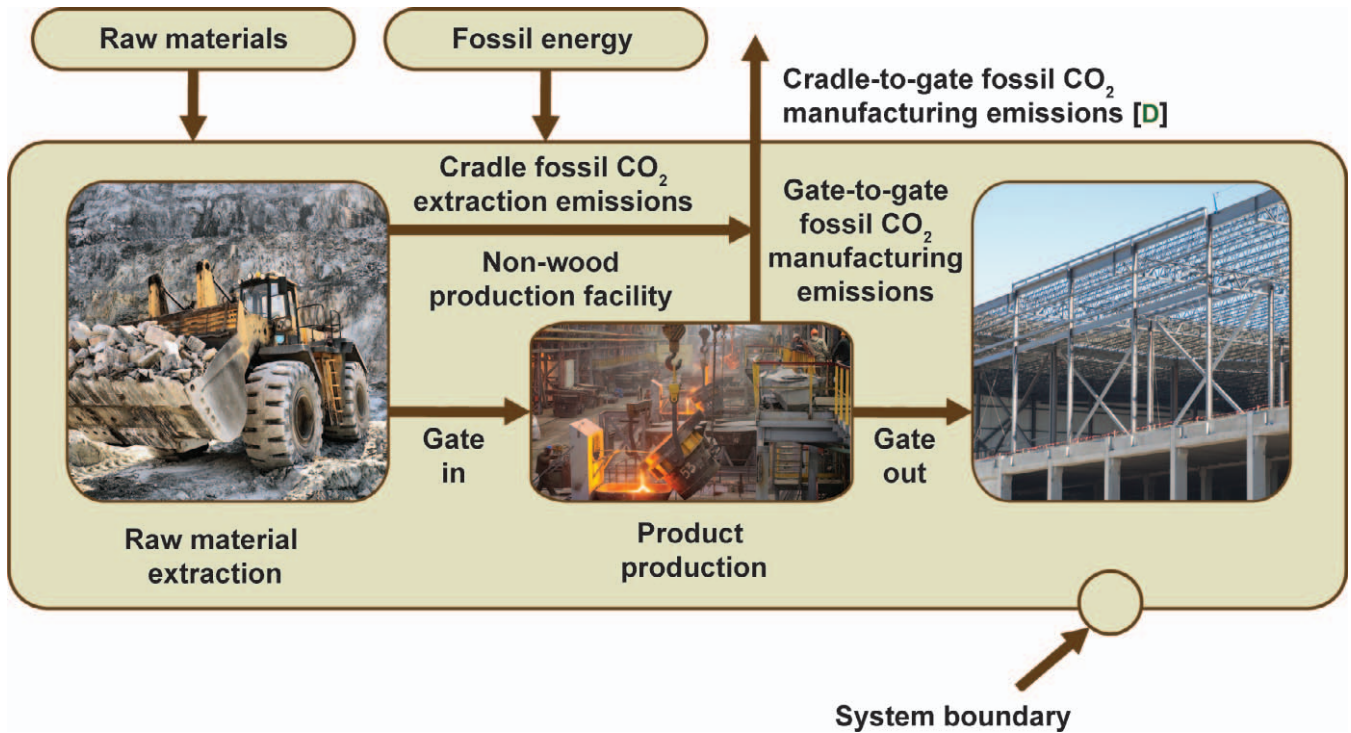 Raw materials
Fossil energy
Cradle-to-gate fossil CO₂
manufacturing emissions [D]
Cradle fossil CO₂
extraction emissions
Gate-to-gate
fossil CO₂
manufacturing
emissions
Non-wood
production facility
Gate
in
Gate
out
Raw material
extraction
Product
production
System boundary